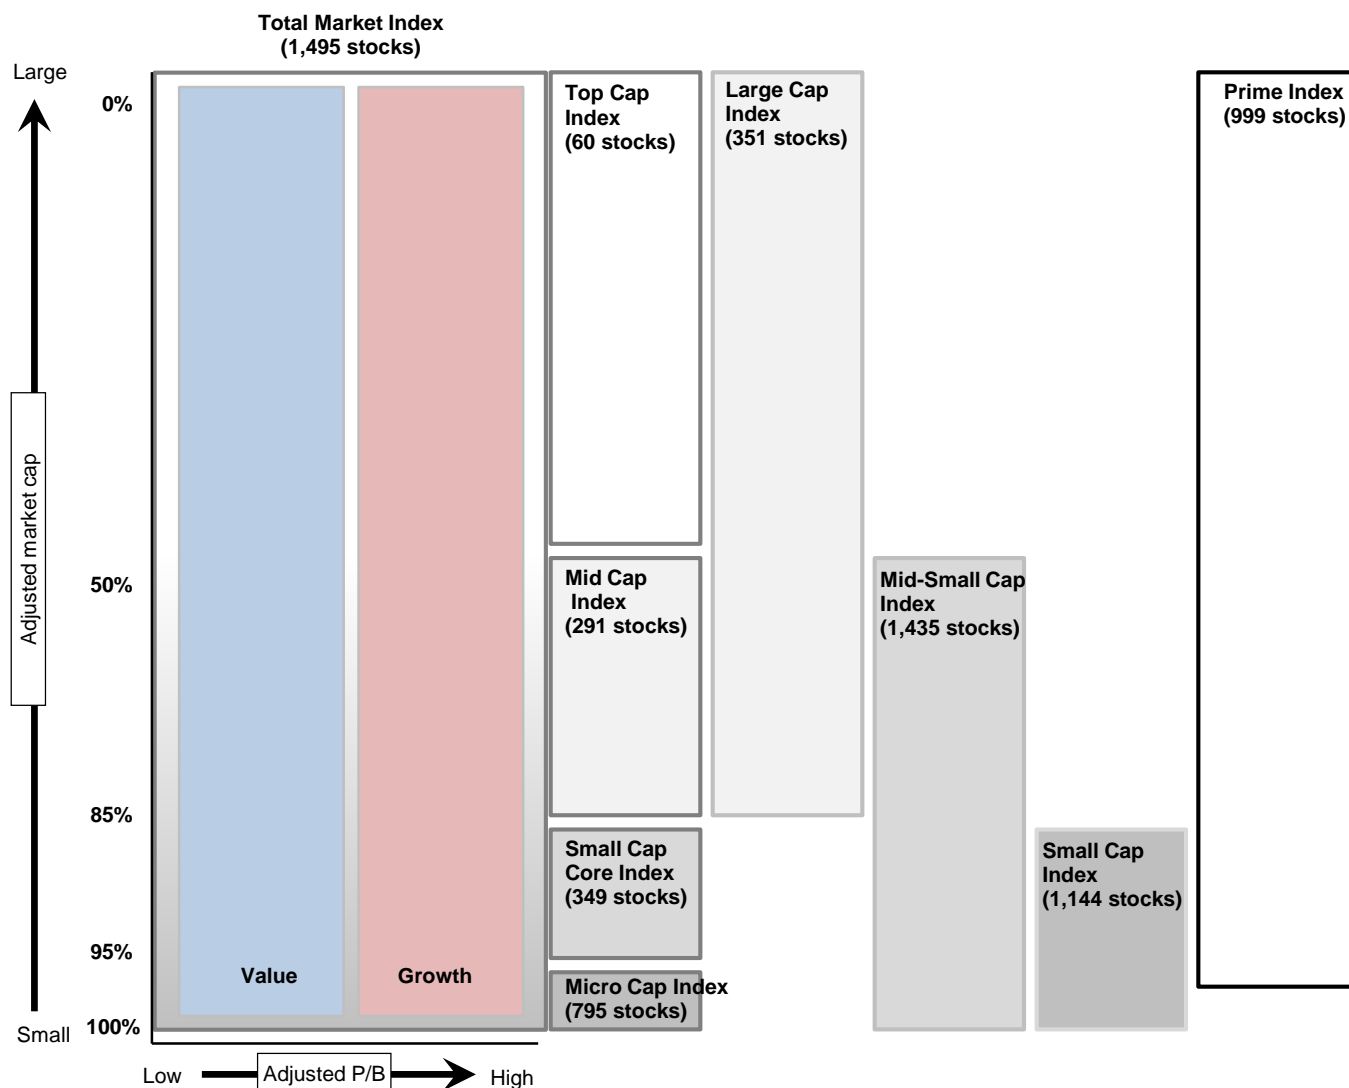 Total Market Index
(1,495 stocks)
Large
0%
Top Cap
Index
(60 stocks)
Large Cap
Index
(351 stocks)
Prime Index
(999 stocks)
Adjusted market cap
50%
Mid Cap
Index
(291 stocks)
Mid-Small Cap
Index
(1,435 stocks)
85%
Small Cap
Core Index
(349 stocks)
Small Cap
Index
(1,144 stocks)
95%
Value
Growth
Micro Cap Index
(795 stocks)
100%
Small
Low
Adjusted P/B
High